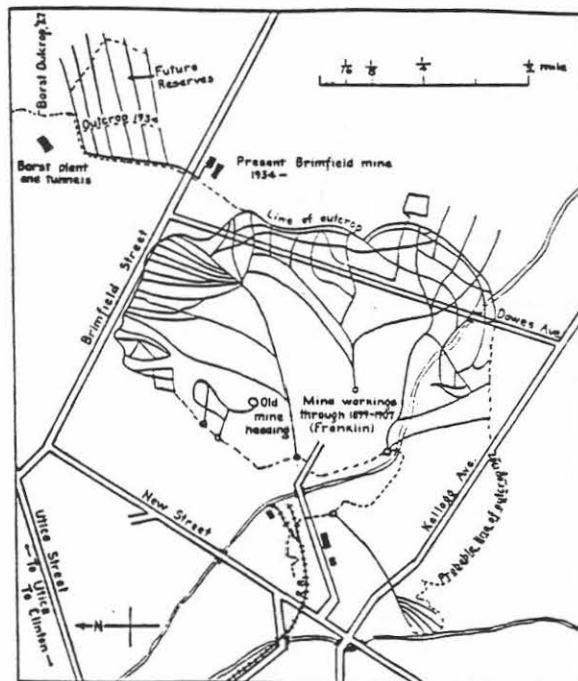 Borst Outcrop, 27
Future
Reserves
Outcrop 1934
Borst plant
and tunnels
1/16 1/8 1/4 1/2 mile
Present Brimfield mine
1934 —
Line of outcrop
Brimfield Street
Dawes Ave
Old
mine
heading
Mine workings
through 1899-1907
(Franklin)
New Street
Kellogg Ave.
Probable line of outcrop
Utica Street
To Utica
To Clinton
N
R.R.